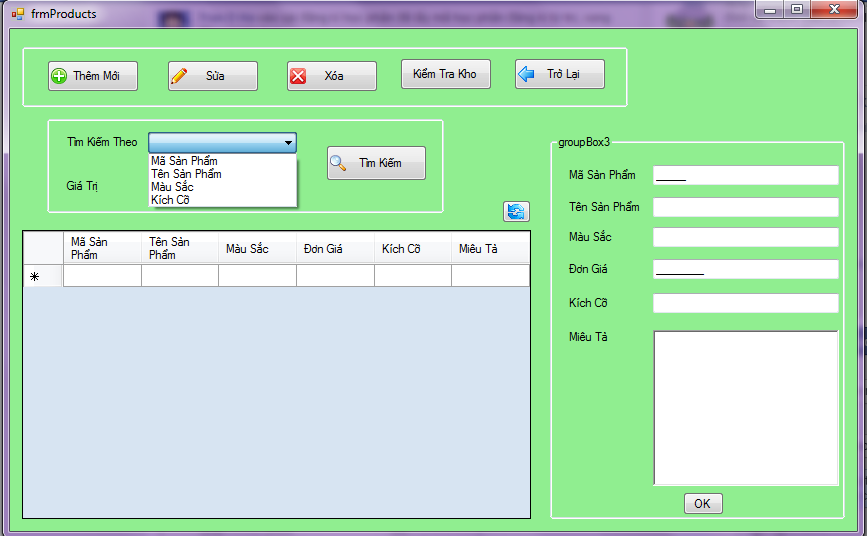 frmProducts
Thêm Mới
Sửa
Xóa
Kiểm Tra Kho
Trở Lại
Tìm Kiếm Theo
Mã Sản Phẩm
Tên Sản Phẩm
Màu Sắc
Kích Cỡ
Giá Trị
Tìm Kiếm
Mã Sản
Phẩm
Tên Sản
Phẩm
Màu Sắc
Đơn Giá
Kích Cỡ
Miêu Tả
groupBox3
Mã Sản Phẩm
Tên Sản Phẩm
Màu Sắc
Đơn Giá
Kích Cỡ
Miêu Tả
OK